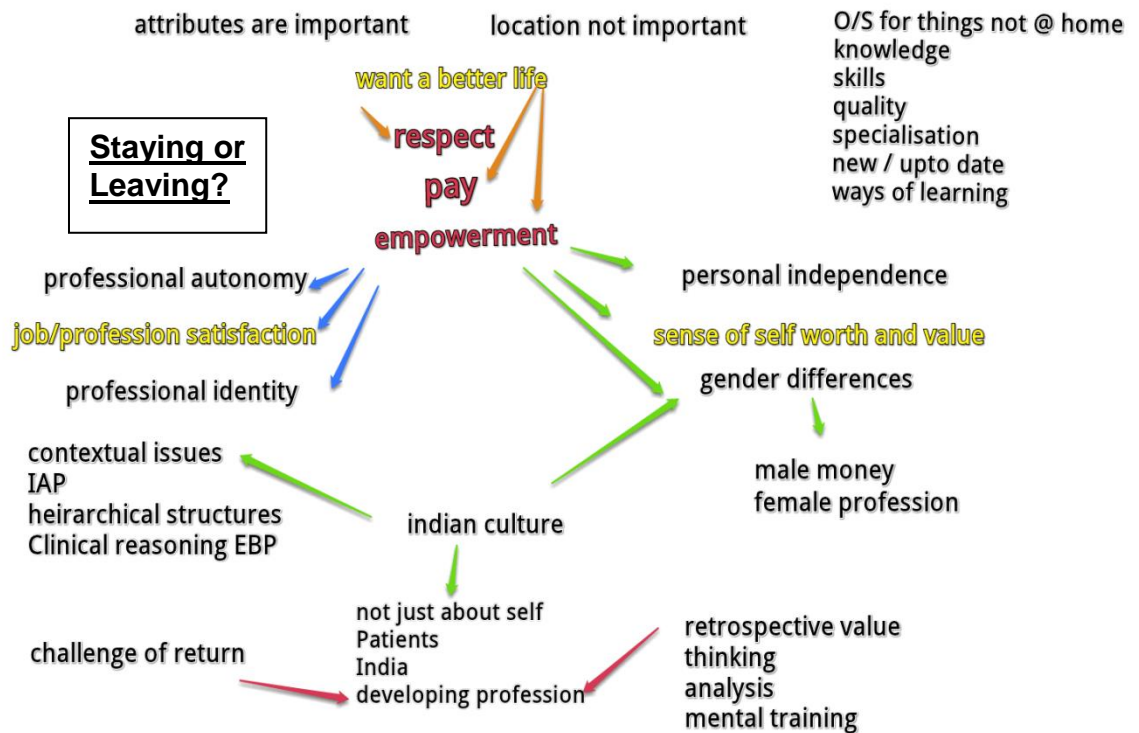 attributes are important
location not important
O/S for things not @ home
knowledge
skills
quality
specialisation
new / upto date
ways of learning
want a better life
respect
pay
empowerment
Staying or
Leaving?
professional autonomy
job/profession satisfaction
professional identity
personal independence
sense of self worth and value
gender differences
male money
female profession
contextual issues
IAP
heirarchical structures
Clinical reasoning EBP
indian culture
not just about self
Patients
India
developing profession
challenge of return
retrospective value
thinking
analysis
mental training